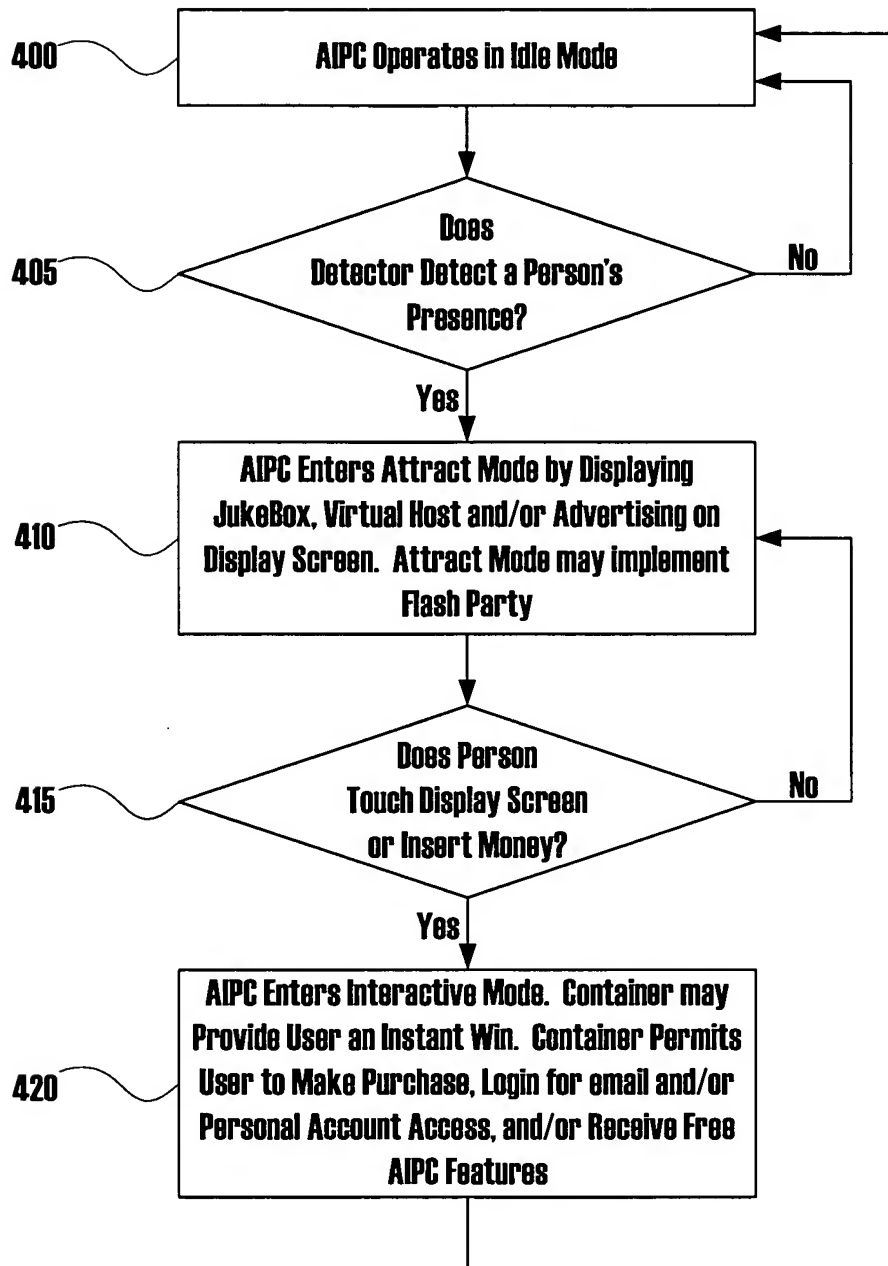 400
AIPC Operates in Idle Mode
405
Does
Detector Detect a Person's
Presence?
No
Yes
410
AIPC Enters Attract Mode by Displaying
JukeBox, Virtual Host and/or Advertising on
Display Screen. Attract Mode may implement
Flash Party
415
Does Person
Touch Display Screen
or Insert Money?
No
Yes
420
AIPC Enters Interactive Mode. Container may
Provide User an Instant Win. Container Permits
User to Make Purchase, Login for email and/or
Personal Account Access, and/or Receive Free
AIPC Features